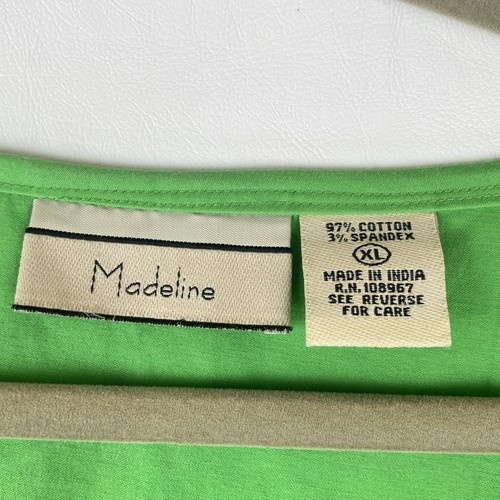 Madeline
97% COTTON
3% SPANDEX
XL
MADE IN INDIA
R.N. 108967
SEE REVERSE
FOR CARE